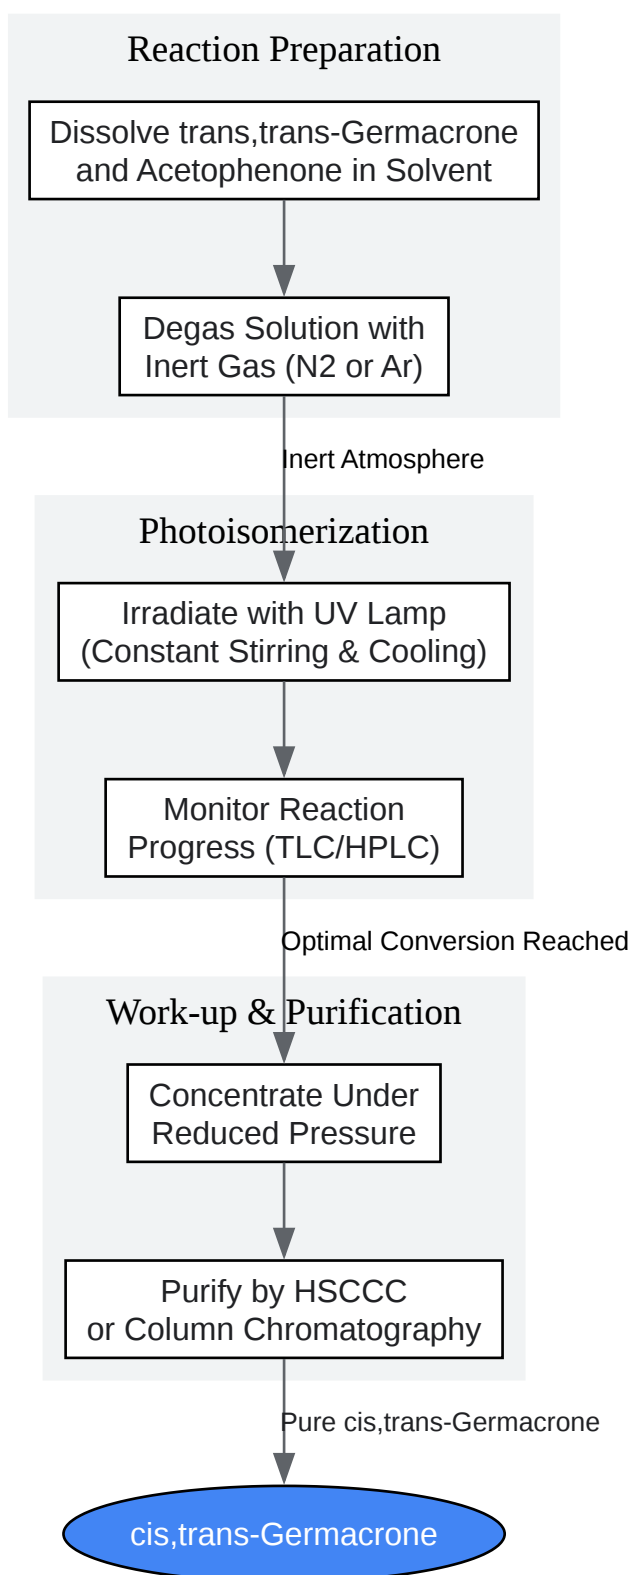 Reaction Preparation
Dissolve trans,trans-Germacrone
and Acetophenone in Solvent
Degas Solution with
Inert Gas (N2 or Ar)
Inert Atmosphere
Photoisomerization
Irradiate with UV Lamp
(Constant Stirring & Cooling)
Monitor Reaction
Progress (TLC/HPLC)
Optimal Conversion Reached
Work-up & Purification
Concentrate Under
Reduced Pressure
Purify by HSCCC
or Column Chromatography
Pure cis,trans-Germacrone
cis,trans-Germacrone